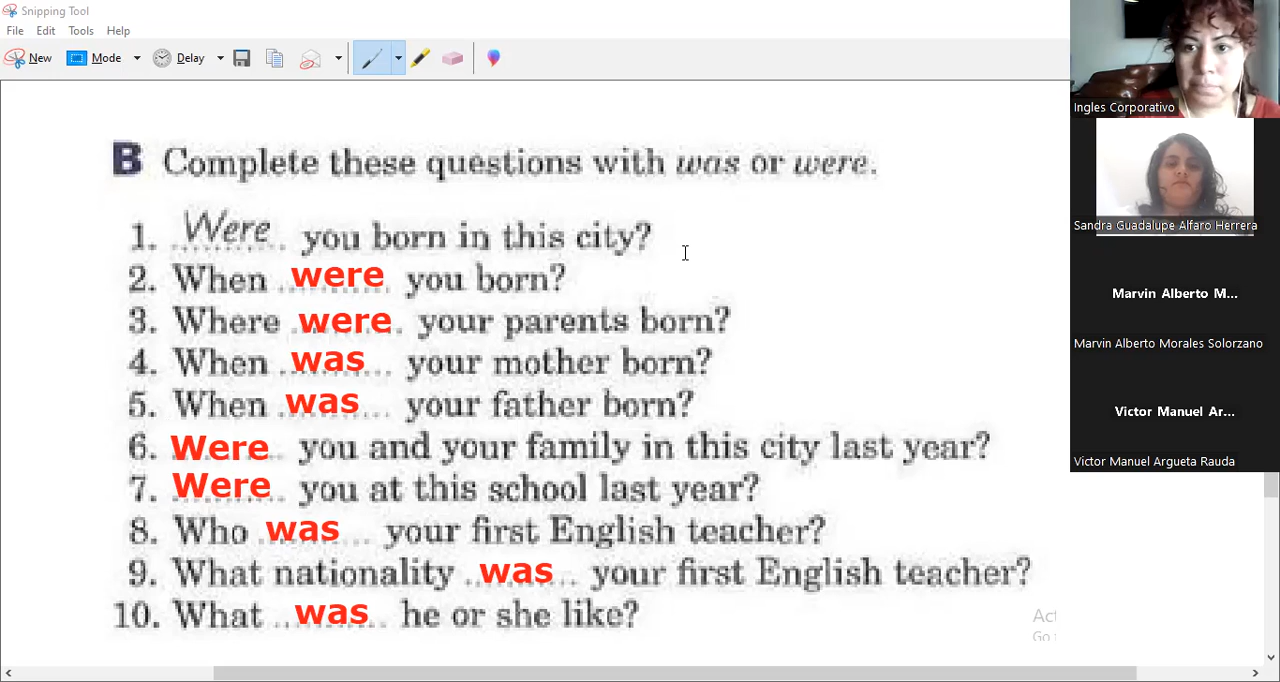 Snipping Tool
File Edit Tools Help
New Mode Delay
B Complete these questions with was or were.
1. Were you born in this city?
2. When were you born?
3. Where were your parents born?
4. When was your mother born?
5. When was your father born?
6. Were you and your family in this city last year?
7. Were you at this school last year?
8. Who was your first English teacher?
9. What nationality was your first English teacher?
10. What was he or she like?
Ingles Corporativo
Sandra Guadalupe Alfaro Herrera
Marvin Alberto M...
Marvin Alberto Morales Solorzano
Victor Manuel Ar...
Victor Manuel Argueta Rauda
Act
Go